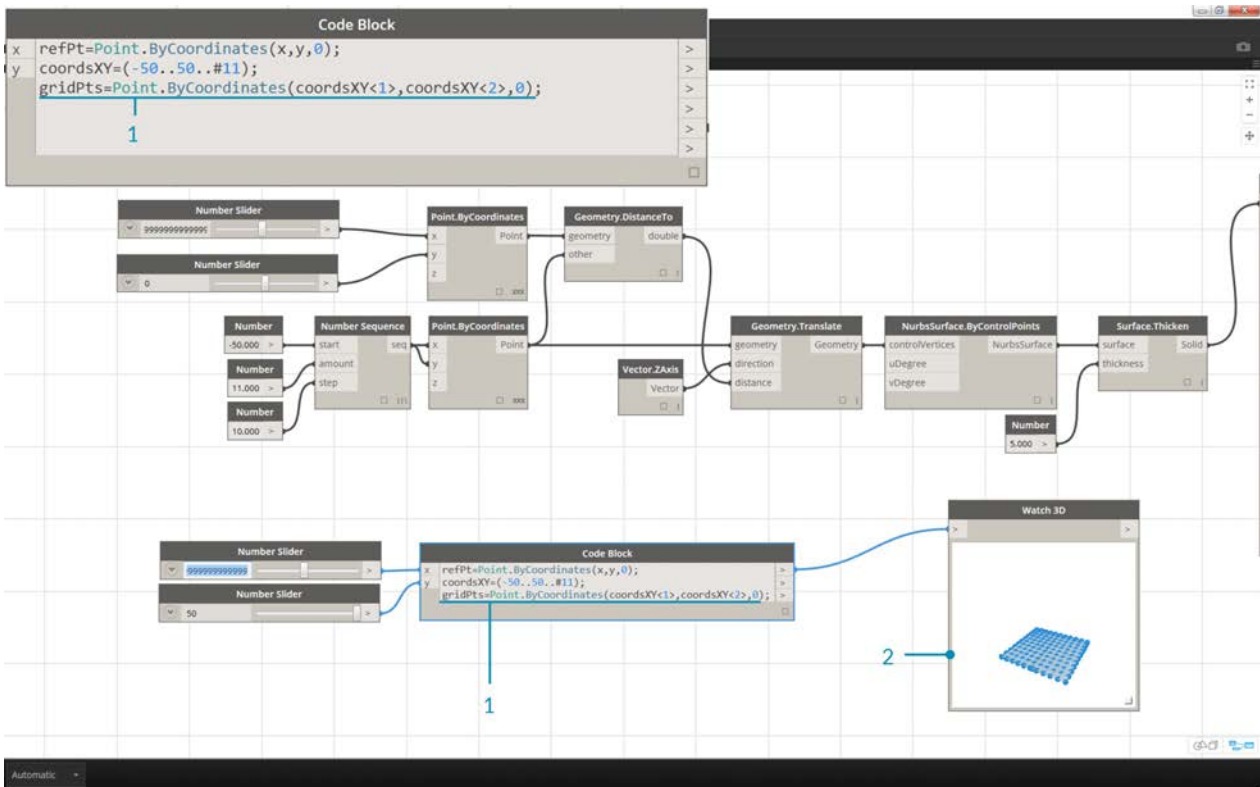 Code Block
x refPt=Point.ByCoordinates(x,y,0); >
y coordsXY=(-50..50..#11); >
gridPts=Point.ByCoordinates(coordsXY<1>,coordsXY<2>,0); >
>
>
>
1
Number Slider
9999999999999 >
Number Slider
0 >
Point.ByCoordinates
x Point
y
z
xxx
Geometry.DistanceTo
geometry double
other
Number
-50.000 >
Number
11.000 >
Number
10.000 >
Number Sequence
start seq
amount
step
Point.ByCoordinates
x Point
y
z
xxx
Vector.ZAxis
Vector
Geometry.Translate
geometry Geometry
direction
distance
NurbsSurface.ByControlPoints
controlVertices NurbsSurface
uDegree
vDegree
Surface.Thicken
surface Solid
thickness
Number
5.000 >
Number Slider
999999999999 >
Number Slider
50 >
Code Block
x refPt=Point.ByCoordinates(x,y,0); >
y coordsXY=(-50..50..#11); >
gridPts=Point.ByCoordinates(coordsXY<1>,coordsXY<2>,0); >
1
Watch 3D
> >
2
Automatic